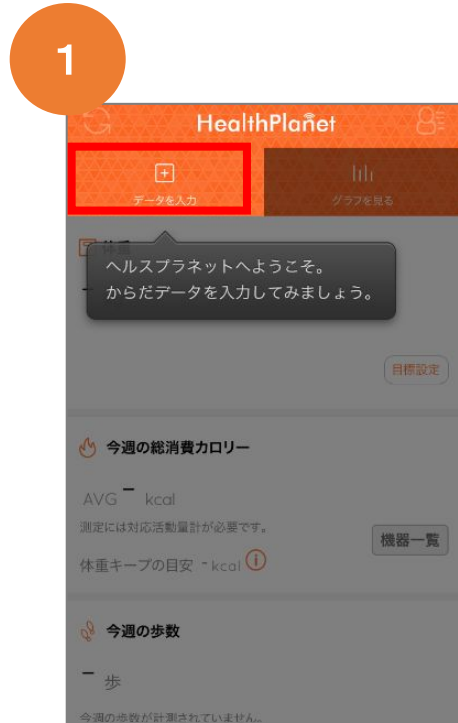 1
HealthPlanet
データを入力
グラフを見る
体重
ヘルスプラネットへようこそ。
からだデータを入力してみましょう。
目標設定
今週の総消費カロリー
AVG - kcal
測定には対応活動量計が必要です。
機器一覧
体重キープの目安 - kcal
今週の歩数
- 歩
今週の歩数が計測されていません。